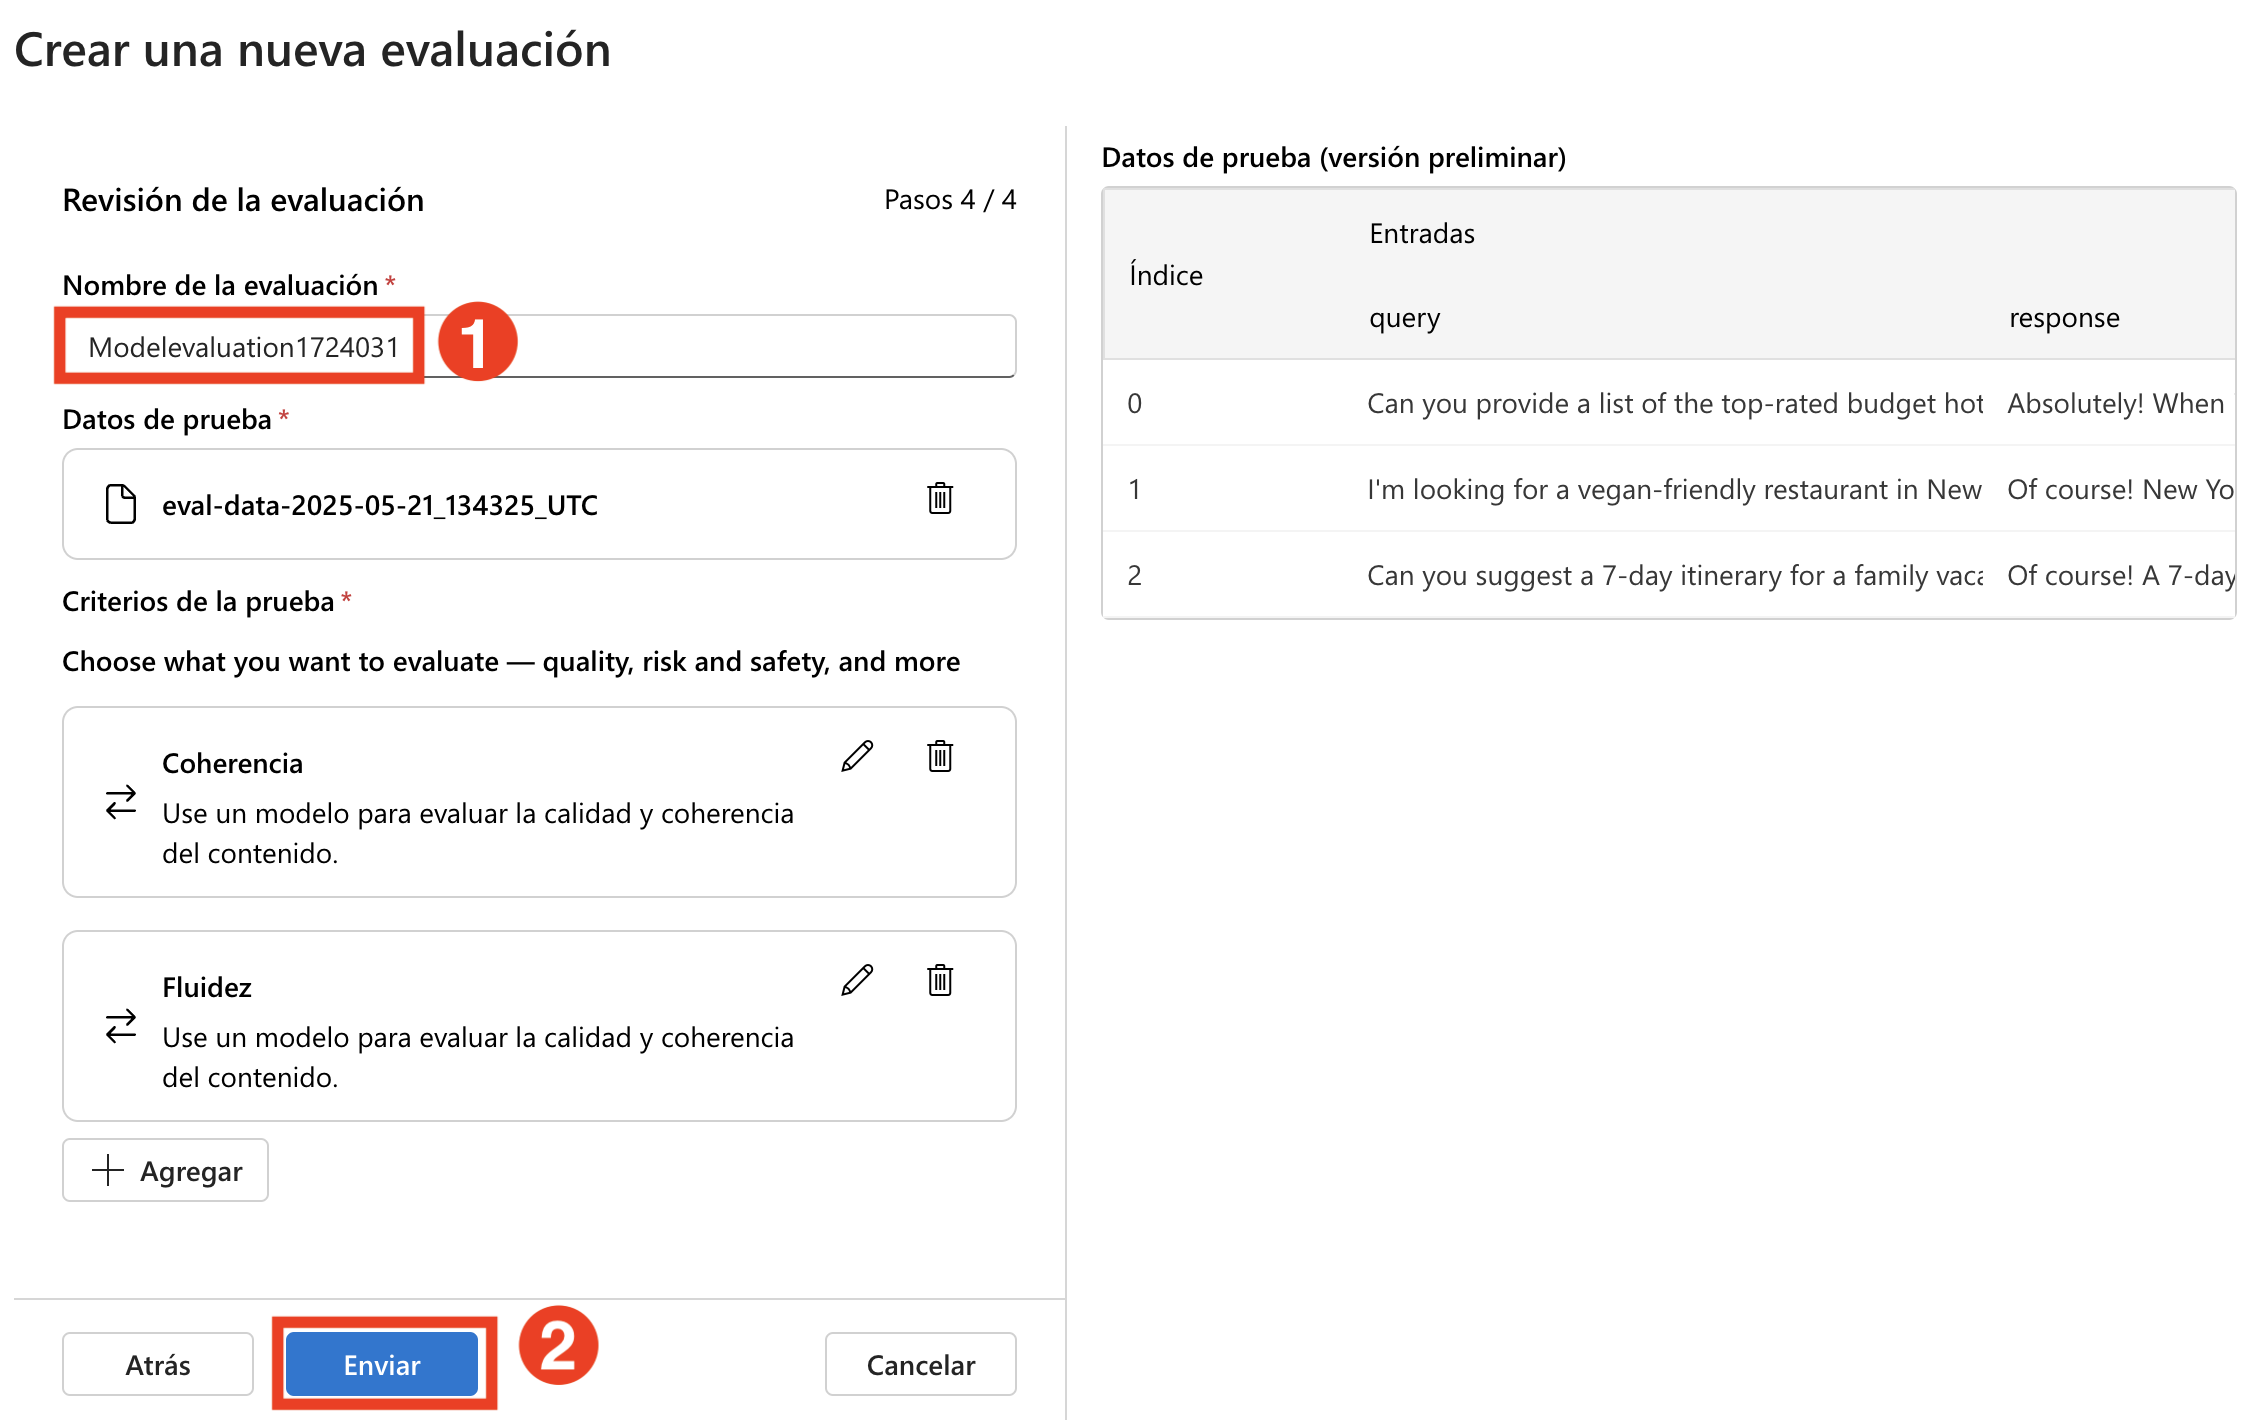 Crear una nueva evaluación
Revisión de la evaluación
Pasos 4 / 4
Nombre de la evaluación *
Modelevaluation1724031
1
Datos de prueba *
eval-data-2025-05-21_134325_UTC
Criterios de la prueba *
Choose what you want to evaluate — quality, risk and safety, and more
Coherencia
Use un modelo para evaluar la calidad y coherencia
del contenido.
Fluidez
Use un modelo para evaluar la calidad y coherencia
del contenido.
Agregar
Atrás
Enviar
2
Cancelar
Datos de prueba (versión preliminar)
Entradas
Índice
query
response
0
Can you provide a list of the top-rated budget hot
Absolutely! When
1
I'm looking for a vegan-friendly restaurant in New
Of course! New Yo
2
Can you suggest a 7-day itinerary for a family vaca
Of course! A 7-day